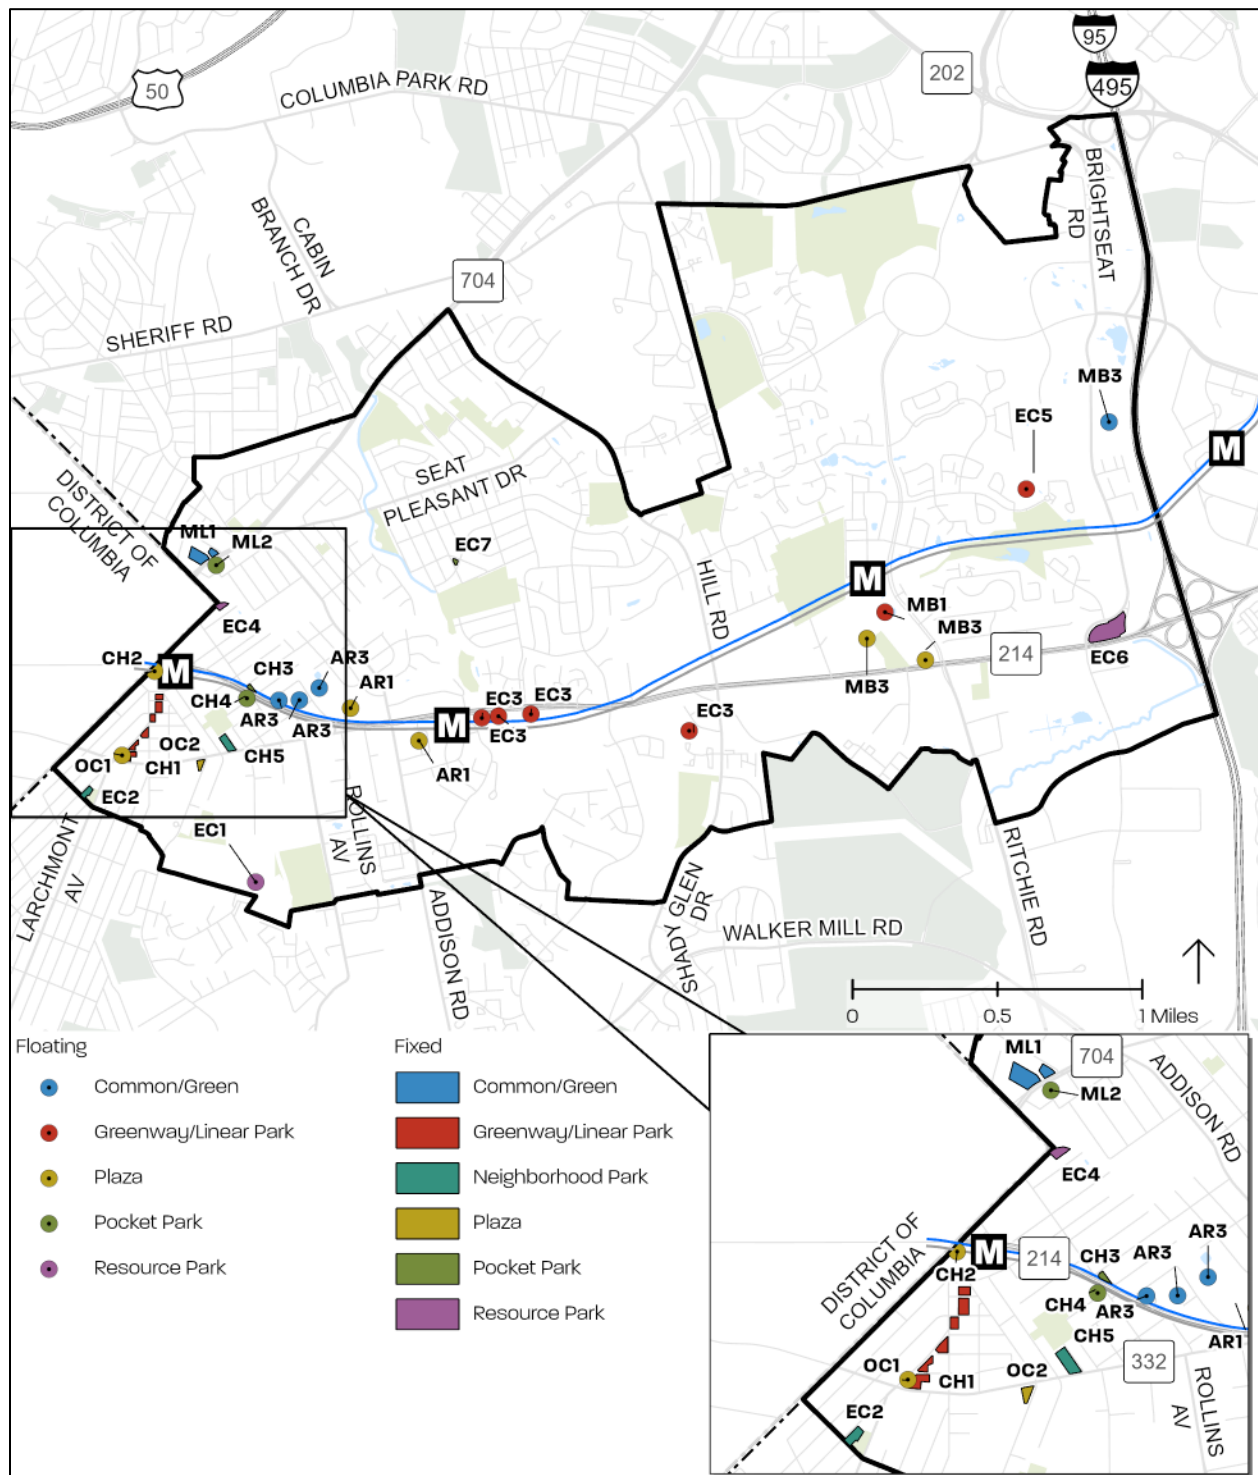 95
495
202
50
COLUMBIA PARK RD
BRIGHTSEAT
RD
CABIN
BRANCH DR
704
SHERIFF RD
MB3
EC5
M
SEAT
PLEASANT DR
DISTRICT OF
COLUMBIA
ML1
ML2
EC7
HILL RD
M
EC4
MB1
MB3
214
EC6
MB3
CH2
M
CH3
AR3
AR1
CH4
AR3
AR3
EC3
EC3
EC3
EC3
M
AR1
OC2
CH5
OC1
CH1
EC2
EC1
ROLLINS
AV
LARCHMONT
AV
ADDISON RD
SHADY GLEN
DR
RITCHIE RD
WALKER MILL RD
0
0.5
1 Miles
Floating
Common/Green
Greenway/Linear Park
Plaza
Pocket Park
Resource Park
Fixed
Common/Green
Greenway/Linear Park
Neighborhood Park
Plaza
Pocket Park
Resource Park
ML1
704
ADDISON RD
ML2
EC4
DISTRICT OF
COLUMBIA
M
214
CH2
CH3
AR3
AR3
CH4
AR3
AR1
CH5
332
OC1
CH1
OC2
ROLLINS
AV
EC2